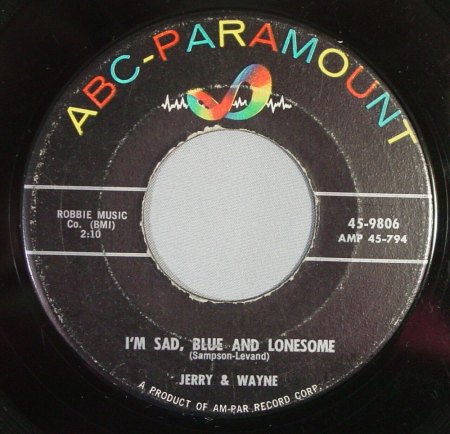 ABC-PARAMOUNT
ROBBIE MUSIC
Co. (BMI)
2:10
45-9806
AMP 45-794
I'M SAD, BLUE AND LONESOME
(Sampson-Levand)
JERRY & WAYNE
A PRODUCT OF AM-PAR RECORD CORP.